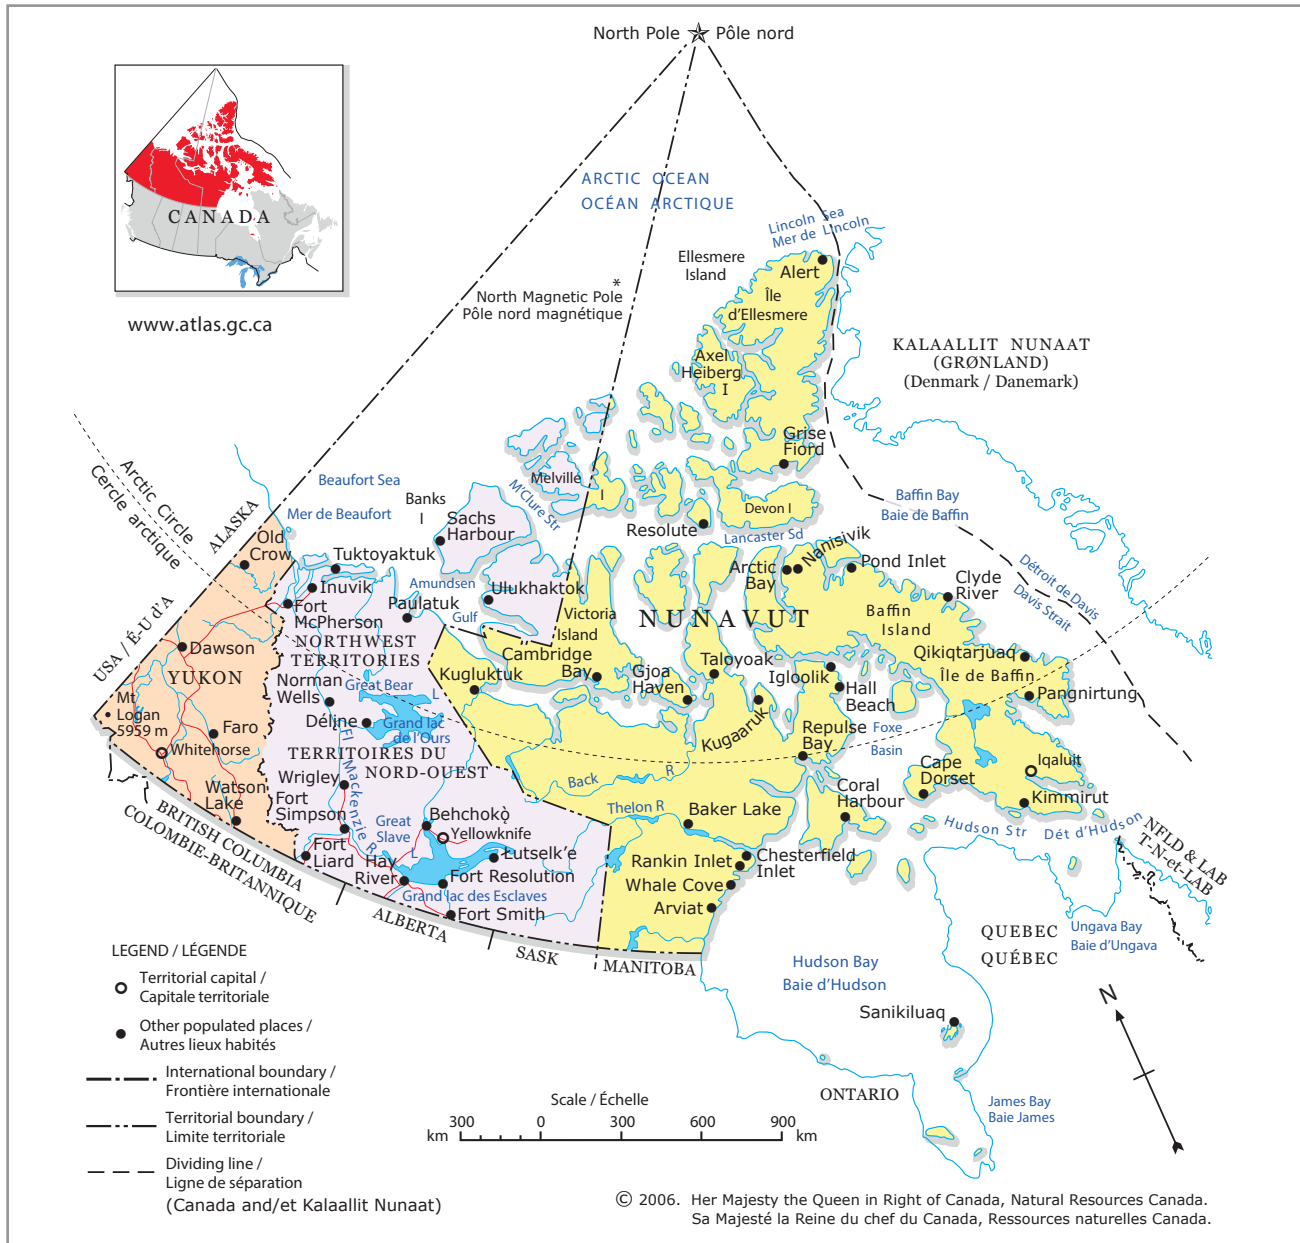 North Pole Pôle nord
CANADA
www.atlas.gc.ca
ARCTIC OCEAN
OCÉAN ARCTIQUE
Lincoln Sea
Mer de Lincoln
Ellesmere
Island
Alert
Île
d'Ellesmere
*
North Magnetic Pole
Pôle nord magnétique
Axel
Heiberg
I
KALAALLIT NUNAAT
(GRØNLAND)
(Denmark / Danemark)
Grise
Fiord
Arctic Circle
Cercle arctique
Beaufort Sea
Mer de Beaufort
Banks
I
Sachs
Harbour
Melville
I
M'Clure Str
Devon I
Resolute
Lancaster Sd
Baffin Bay
Baie de Baffin
ALASKA
USA / É-U d'A
Old
Crow
Tuktoyaktuk
Inuvik
Fort
McPherson
Paulatuk
Amundsen
Gulf
Ulukhaktok
Victoria
Island
NUNAVUT
Arctic
Bay
Nanisivik
Pond Inlet
Clyde
River
Détroit de Davis
Davis Strait
Baffin
Island
Île de Baffin
Qikiqtarjuaq
Pangnirtung
Dawson
YUKON
NORTHWEST
TERRITORIES
Norman
Wells
Great Bear
L
Grand lac
de l'Ours
Déline
Kugluktuk
Cambridge
Bay
Gjoa
Haven
Taloyoak
Kugaaruk
Igloolik
Hall
Beach
Repulse
Bay
Foxe
Basin
Mt
Logan
5959 m
Faro
Whitehorse
Watson
Lake
TERRITOIRES DU
NORD-OUEST
Fl Mackenzie R
Wrigley
Fort
Simpson
Fort
Liard
Behchokǫ̀
Yellowknife
Great
Slave
L
Hay
River
Lutselk'e
Fort Resolution
Grand lac des Esclaves
Fort Smith
Back R
Thelon R
Baker Lake
Rankin Inlet
Chesterfield
Inlet
Whale Cove
Arviat
Coral
Harbour
Cape
Dorset
Iqaluit
Kimmirut
Hudson Str Dét d'Hudson
NFLD & LAB
T-N-et-LAB
BRITISH COLUMBIA
COLOMBIE-BRITANNIQUE
ALBERTA
SASK
MANITOBA
QUEBEC
QUÉBEC
Ungava Bay
Baie d'Ungava
Hudson Bay
Baie d'Hudson
Sanikiluaq
ONTARIO
James Bay
Baie James
N
LEGEND / LÉGENDE
Territorial capital /
Capitale territoriale
Other populated places /
Autres lieux habités
International boundary /
Frontière internationale
Territorial boundary /
Limite territoriale
Dividing line /
Ligne de séparation
(Canada and/et Kalaallit Nunaat)
Scale / Échelle
300 0 300 600 900
km km
© 2006. Her Majesty the Queen in Right of Canada, Natural Resources Canada.
Sa Majesté la Reine du chef du Canada, Ressources naturelles Canada.